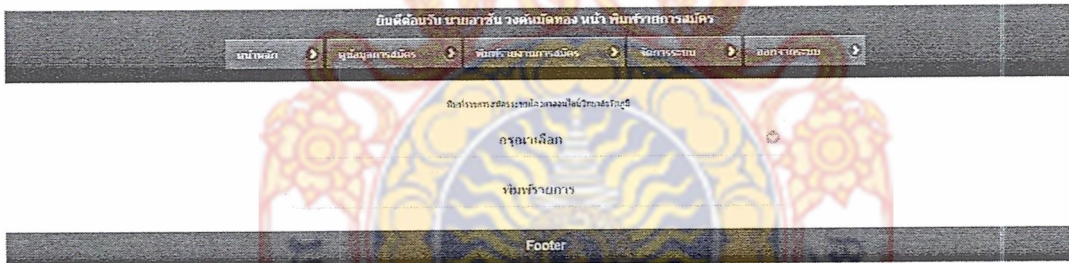 ยินดีต้อนรับ นายอาซัน วงศ์หมัดทอง หน้า พิมพ์รายการสมัคร
หน้าหลัก ดูข้อมูลการสมัคร พิมพ์รายงานการสมัคร จัดการระบบ ออกจากระบบ
กรุณาเลือก
พิมพ์รายการ
Footer